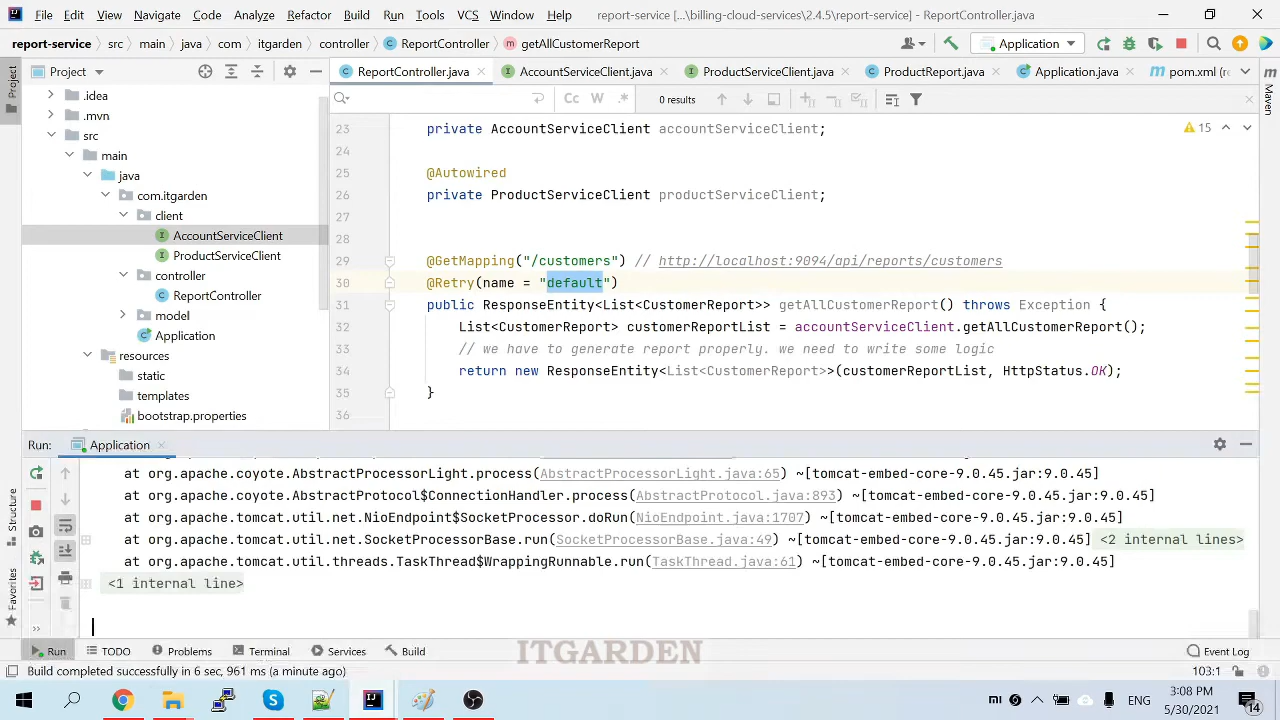 File Edit View Navigate Code Analyze Refactor Build Run Tools VCS Window Help report-service [...\billing-cloud-services\2.4.5\report-service] - ReportController.java
report-service src main java com itgarden controller ReportController getAllCustomerReport Application
Project
Project
ReportController.java AccountServiceClient.java ProductServiceClient.java ProductReport.java Application.java pom.xml (re
Maven
Cc W .* 0 results
.idea
.mvn
src
main
java
com.itgarden
client
AccountServiceClient
ProductServiceClient
controller
ReportController
model
Application
resources
static
templates
bootstrap.properties
15
23 private AccountServiceClient accountServiceClient;
24
25 @Autowired
26 private ProductServiceClient productServiceClient;
27
28
29 @GetMapping("/customers") // http://localhost:9094/api/reports/customers
30 @Retry(name = "default")
31 public ResponseEntity<List<CustomerReport>> getAllCustomerReport() throws Exception {
32 List<CustomerReport> customerReportList = accountServiceClient.getAllCustomerReport();
33 // we have to generate report properly. we need to write some logic
34 return new ResponseEntity<List<CustomerReport>>(customerReportList, HttpStatus.OK);
35 }
36
Run: Application
at org.apache.coyote.AbstractProcessorLight.process(AbstractProcessorLight.java:65) ~[tomcat-embed-core-9.0.45.jar:9.0.45]
at org.apache.coyote.AbstractProtocol$ConnectionHandler.process(AbstractProtocol.java:893) ~[tomcat-embed-core-9.0.45.jar:9.0.45]
at org.apache.tomcat.util.net.NioEndpoint$SocketProcessor.doRun(NioEndpoint.java:1707) ~[tomcat-embed-core-9.0.45.jar:9.0.45]
at org.apache.tomcat.util.net.SocketProcessorBase.run(SocketProcessorBase.java:49) ~[tomcat-embed-core-9.0.45.jar:9.0.45] <2 internal lines>
at org.apache.tomcat.util.threads.TaskThread$WrappingRunnable.run(TaskThread.java:61) ~[tomcat-embed-core-9.0.45.jar:9.0.45]
<1 internal line>
Structure
Favorites
Run TODO Problems Terminal Services Build Event Log
ITGARDEN
Build completed successfully in 6 sec, 961 ms (a minute ago) 103:1
ENG
3:08 PM
5/30/2021
14